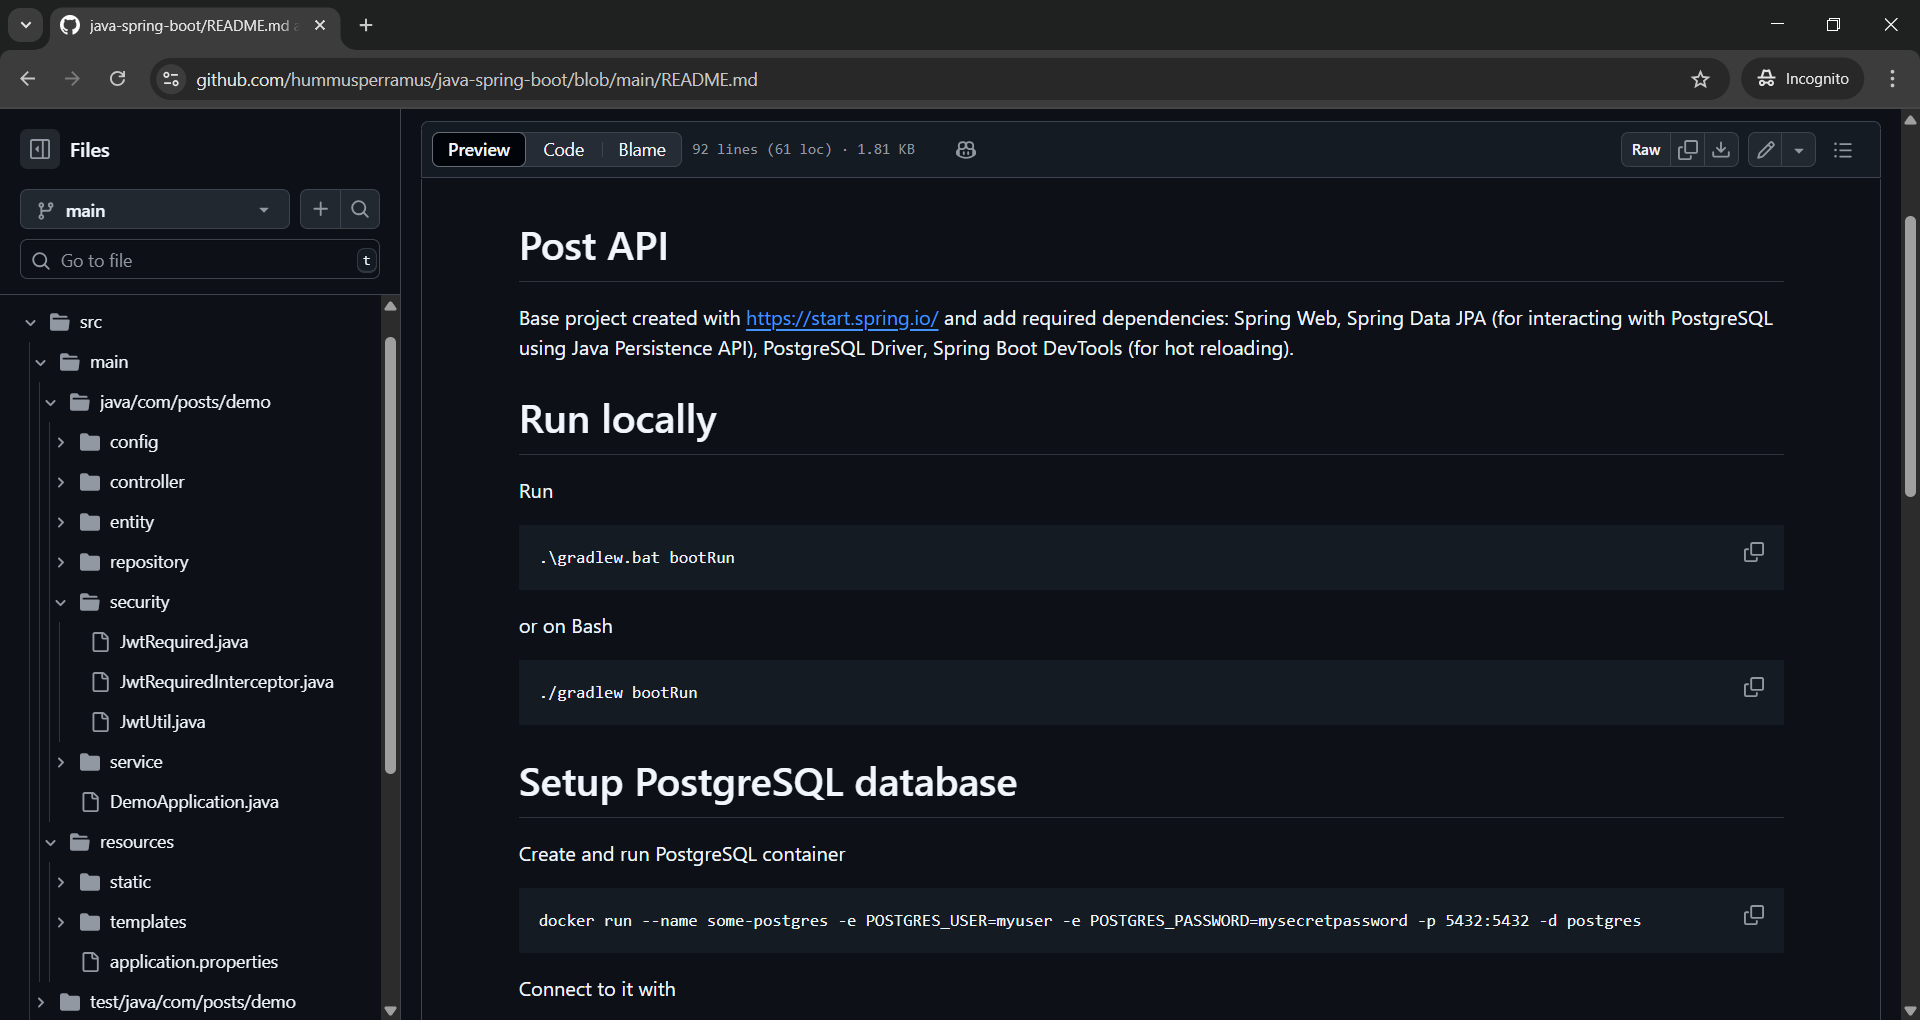 java-spring-boot/README.md a
github.com/hummusperramus/java-spring-boot/blob/main/README.md
Incognito
Files
main
Go to file
t
src
main
java/com/posts/demo
config
controller
entity
repository
security
JwtRequired.java
JwtRequiredInterceptor.java
JwtUtil.java
service
DemoApplication.java
resources
static
templates
application.properties
test/java/com/posts/demo
Preview Code Blame 92 lines (61 loc) · 1.81 KB
Raw
Post API
Base project created with https://start.spring.io/ and add required dependencies: Spring Web, Spring Data JPA (for interacting with PostgreSQL
using Java Persistence API), PostgreSQL Driver, Spring Boot DevTools (for hot reloading).
Run locally
Run
.\gradlew.bat bootRun
or on Bash
./gradlew bootRun
Setup PostgreSQL database
Create and run PostgreSQL container
docker run --name some-postgres -e POSTGRES_USER=myuser -e POSTGRES_PASSWORD=mysecretpassword -p 5432:5432 -d postgres
Connect to it with